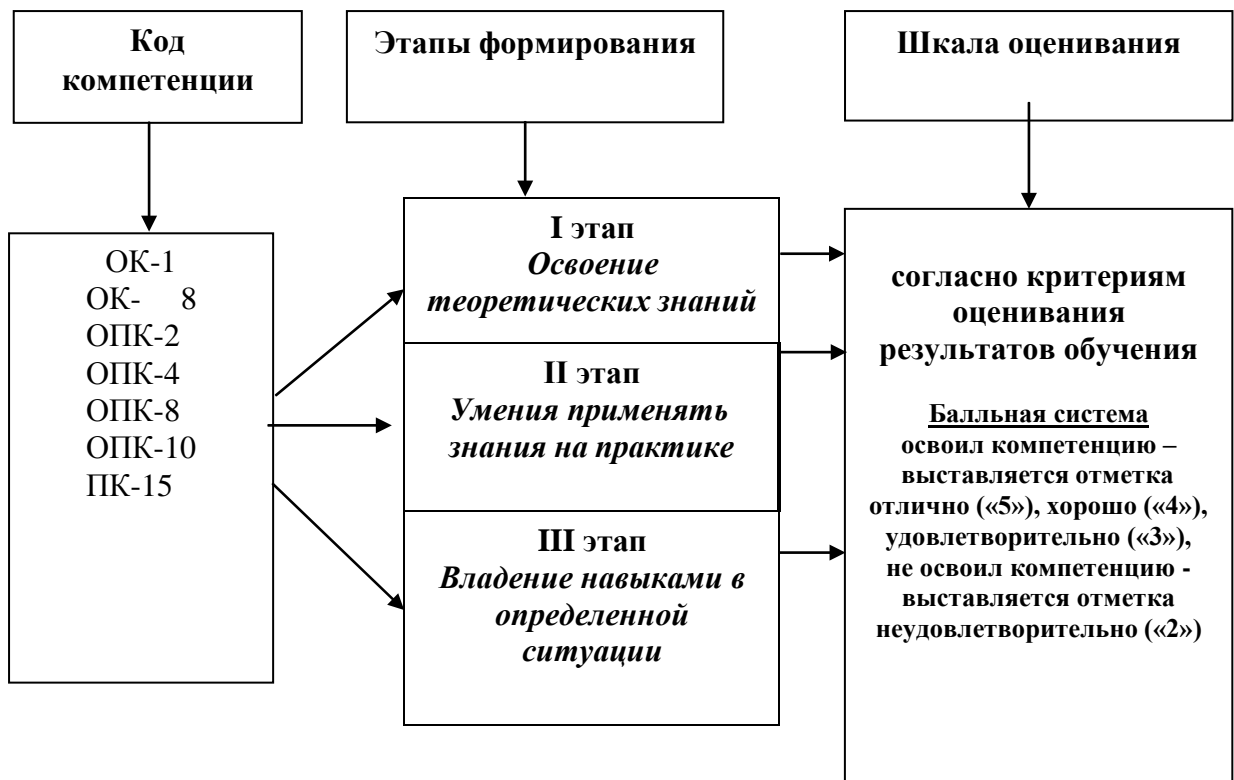 Код
компетенции
Этапы формирования
Шкала оценивания
ОК-1
ОК- 8
ОПК-2
ОПК-4
ОПК-8
ОПК-10
ПК-15
I этап
Освоение
теоретических знаний
II этап
Умения применять
знания на практике
III этап
Владение навыками в
определенной
ситуации
согласно критериям
оценивания
результатов обучения
Балльная система
освоил компетенцию –
выставляется отметка
отлично («5»), хорошо («4»),
удовлетворительно («3»),
не освоил компетенцию -
выставляется отметка
неудовлетворительно («2»)